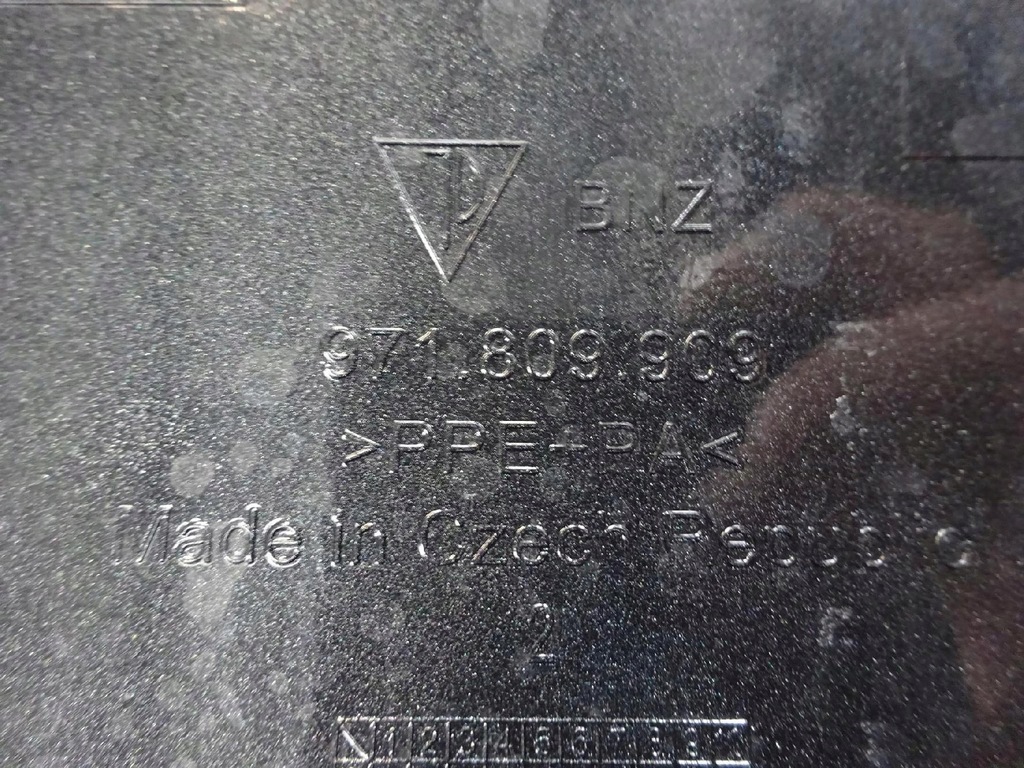 BNZ
971.809.909
>PPE+PA<
Made in Czech Republic
2
1 2 3 4 5 6 7 8 9